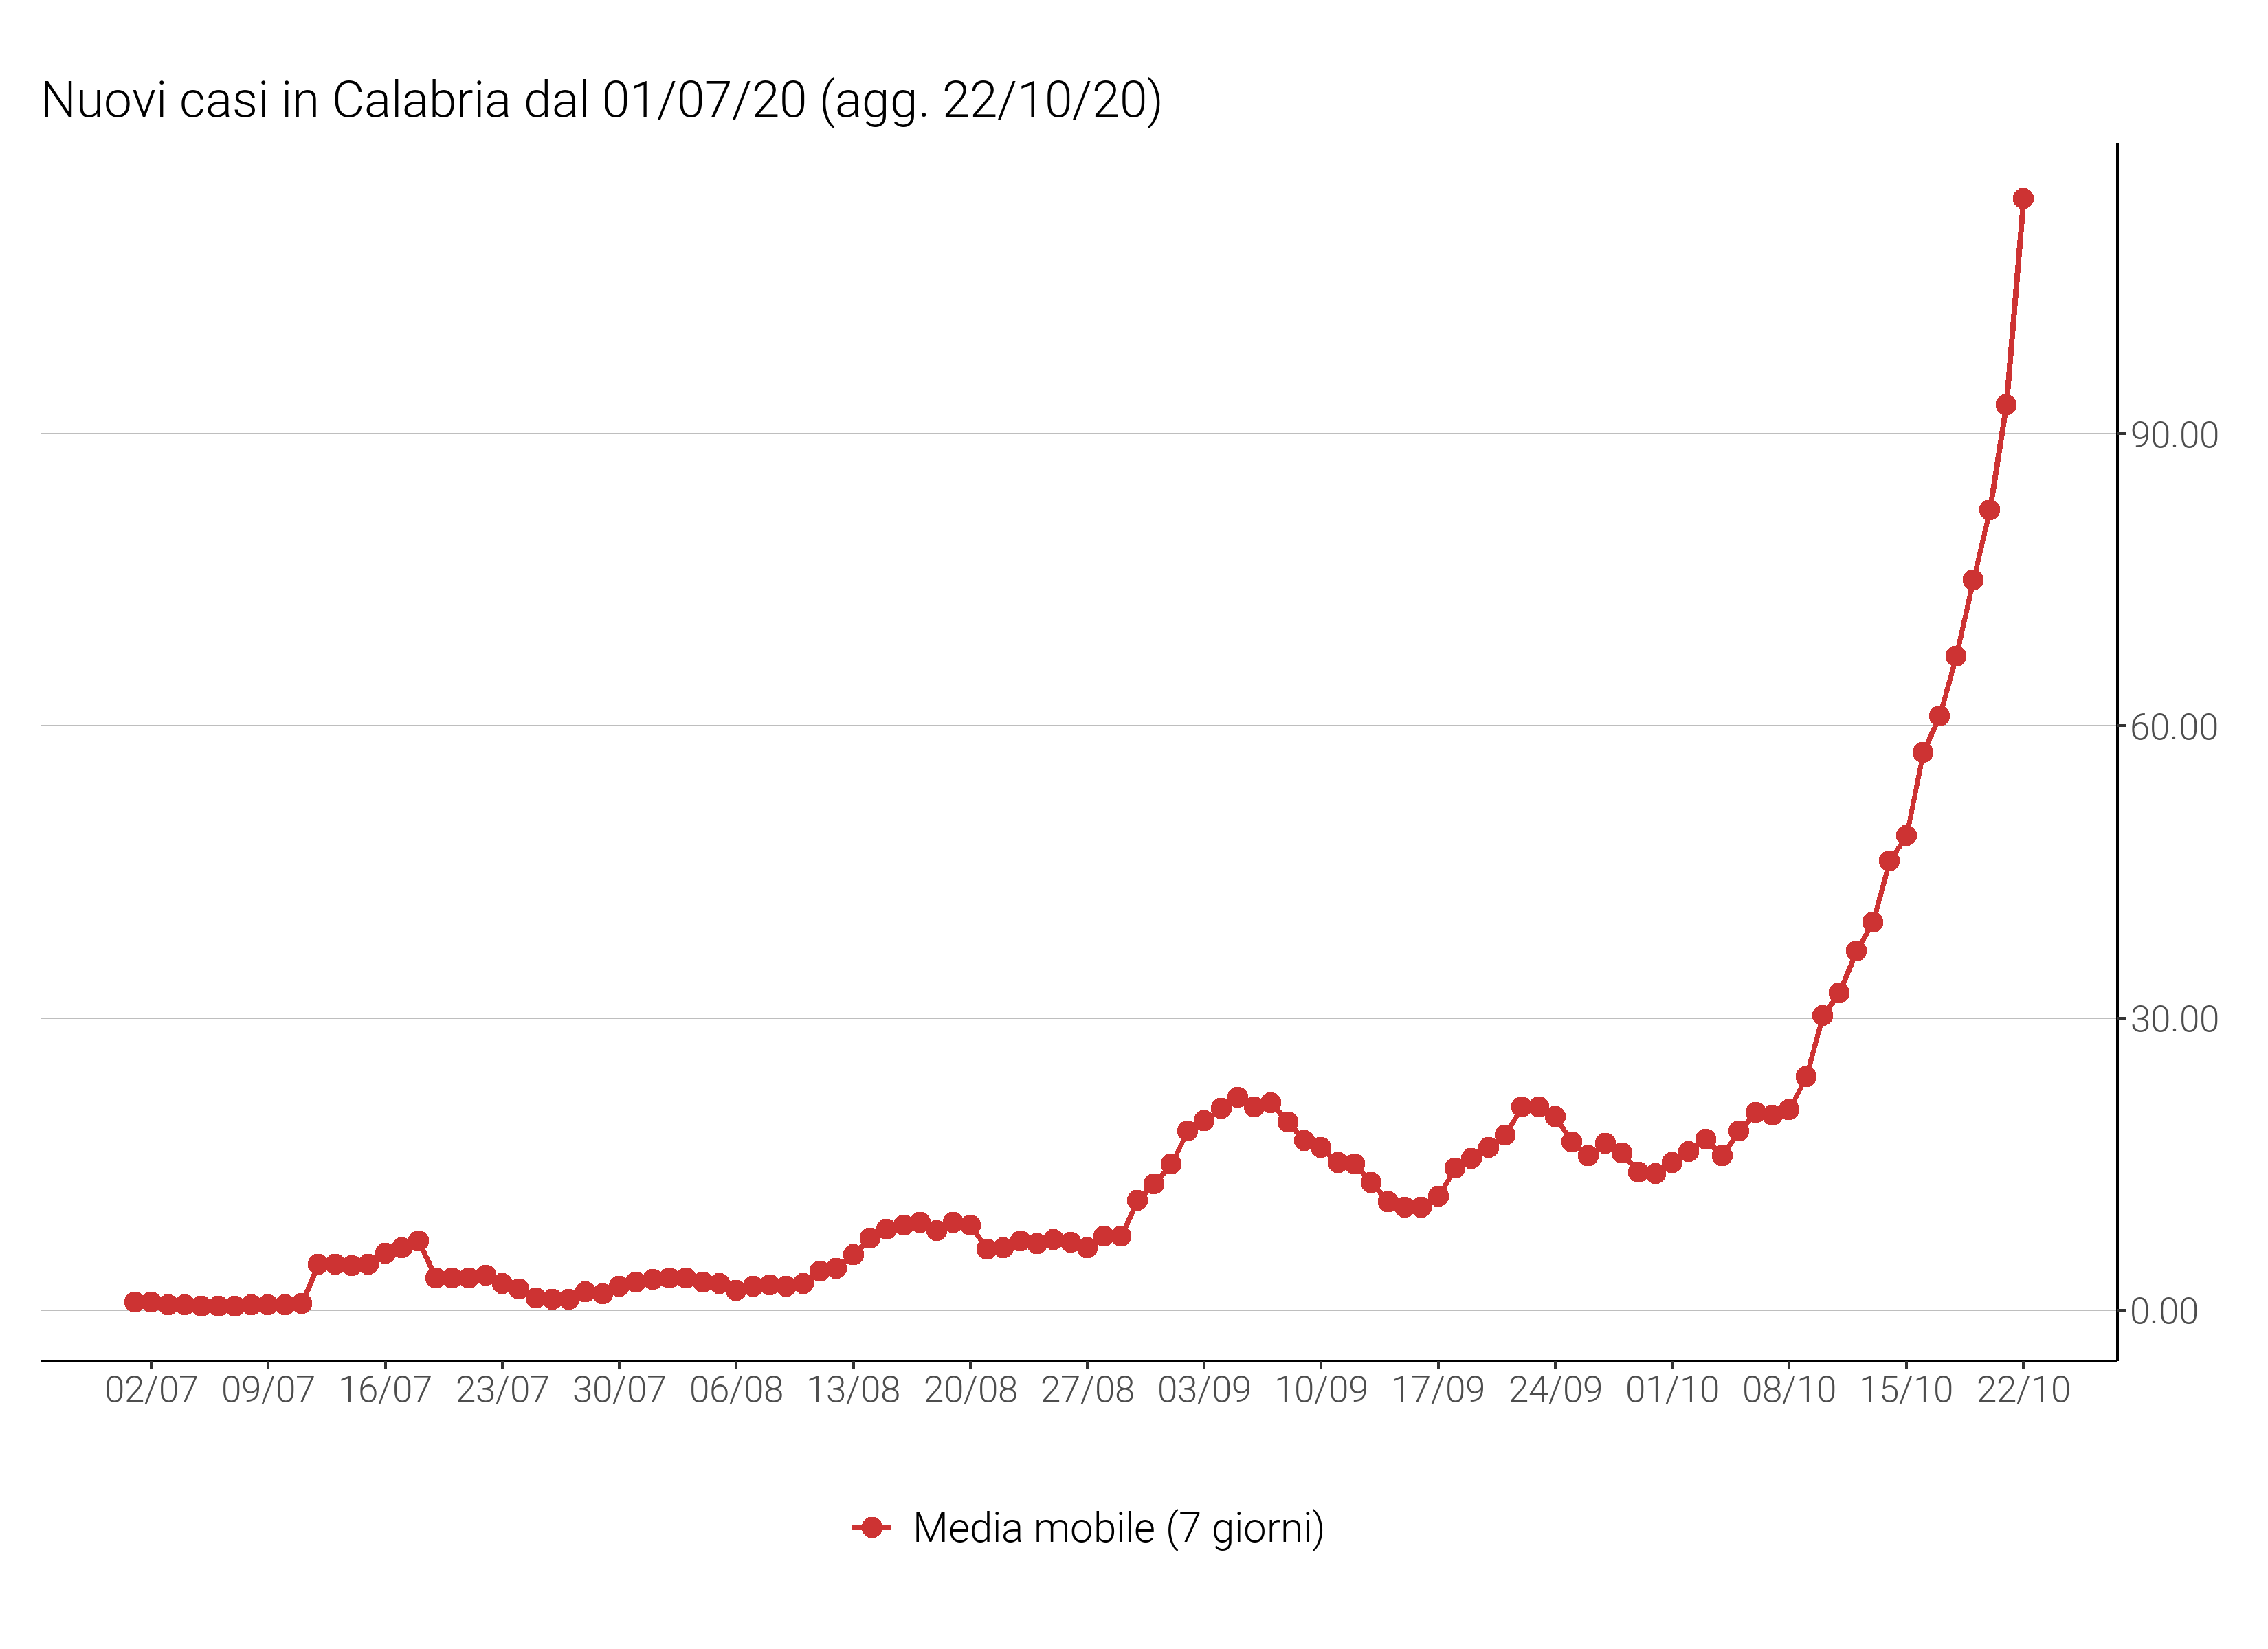 Nuovi casi in Calabria dal 01/07/20 (agg. 22/10/20)
90.00
60.00
30.00
0.00
02/07 09/07 16/07 23/07 30/07 06/08 13/08 20/08 27/08 03/09 10/09 17/09 24/09 01/10 08/10 15/10 22/10
Media mobile (7 giorni)